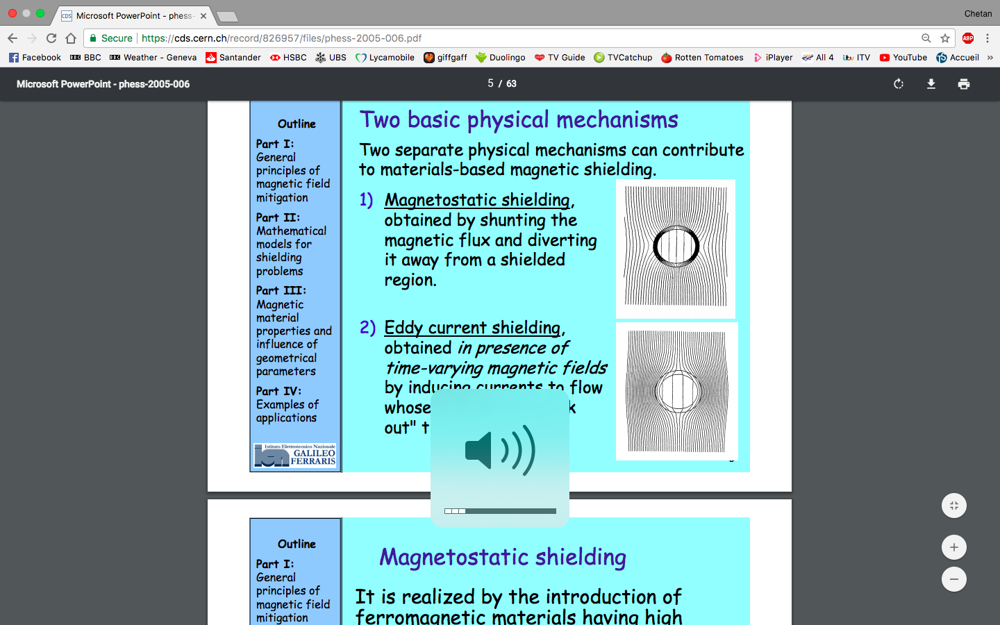 CDS Microsoft PowerPoint - phess-
Chetan
Secure https://cds.cern.ch/record/826957/files/phess-2005-006.pdf
ABP
Facebook BBC Weather - Geneva Santander HSBC UBS Lycamobile giffgaff Duolingo TV Guide TVCatchup Rotten Tomatoes iPlayer All 4 ITV YouTube Accueil
Microsoft PowerPoint - phess-2005-006
5 / 63
Outline
Part I:
General
principles of
magnetic field
mitigation
Part II:
Mathematical
models for
shielding
problems
Part III:
Magnetic
material
properties and
influence of
geometrical
parameters
Part IV:
Examples of
applications
Istituto Elettrotecnico Nazionale
ien GALILEO
FERRARIS
Two basic physical mechanisms
Two separate physical mechanisms can contribute
to materials-based magnetic shielding.
1) Magnetostatic shielding,
obtained by shunting the
magnetic flux and diverting
it away from a shielded
region.
2) Eddy current shielding,
obtained in presence of
time-varying magnetic fields
by inducing currents to flow
whose
out"
Outline
Part I:
General
principles of
magnetic field
mitigation
Magnetostatic shielding
It is realized by the introduction of
ferromagnetic materials having high